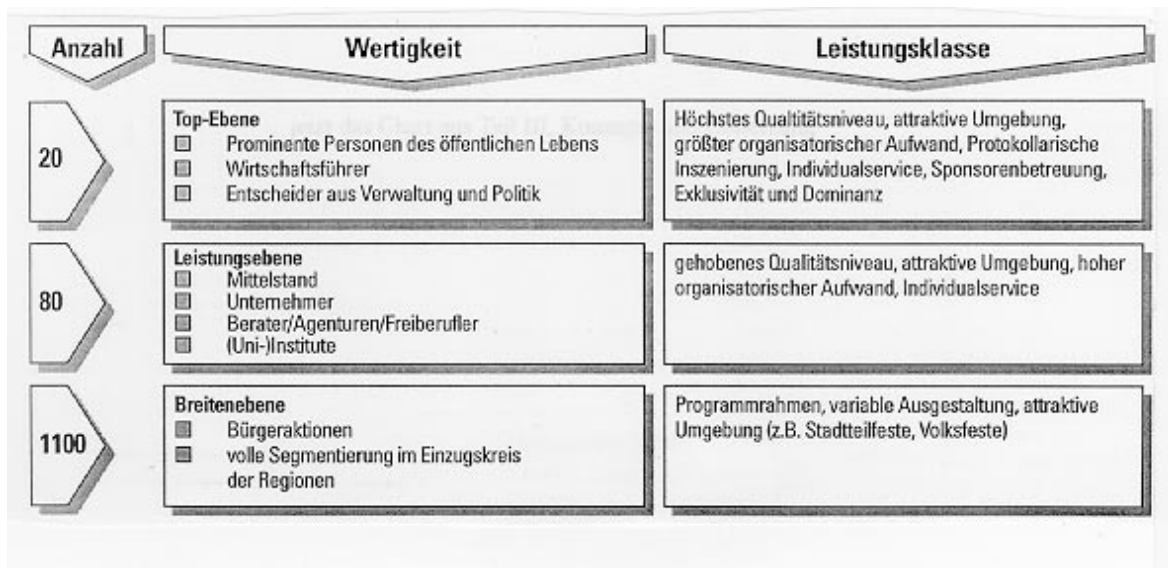 Anzahl
Wertigkeit
Leistungsklasse
20
Top-Ebene
Prominente Personen des öffentlichen Lebens
Wirtschaftsführer
Entscheider aus Verwaltung und Politik
Höchstes Qualtitätsniveau, attraktive Umgebung,
größter organisatorischer Aufwand, Protokollarische
Inszenierung, Individualservice, Sponsorenbetreuung,
Exklusivität und Dominanz
80
Leistungsebene
Mittelstand
Unternehmer
Berater/Agenturen/Freiberufler
(Uni-)Institute
gehobenes Qualitätsniveau, attraktive Umgebung, hoher
organisatorischer Aufwand, Individualservice
1100
Breitenebene
Bürgeraktionen
volle Segmentierung im Einzugskreis
der Regionen
Programmrahmen, variable Ausgestaltung, attraktive
Umgebung (z.B. Stadtteilfeste, Volksfeste)